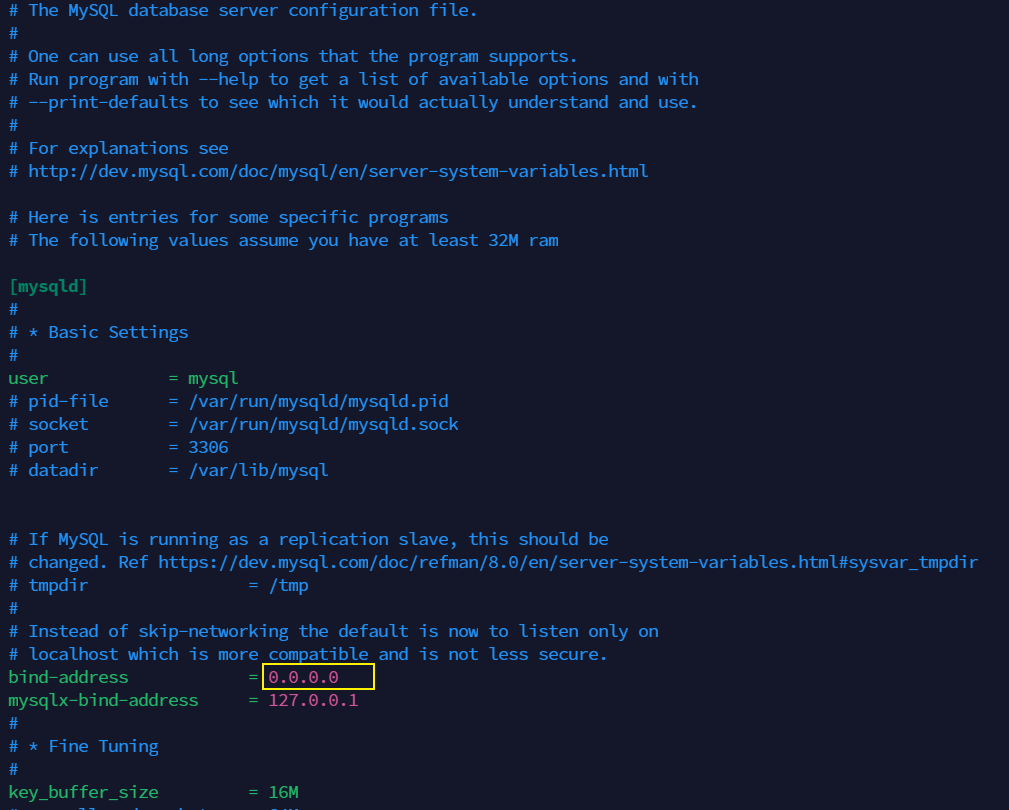 # The MySQL database server configuration file.
#
# One can use all long options that the program supports.
# Run program with --help to get a list of available options and with
# --print-defaults to see which it would actually understand and use.
#
# For explanations see
# http://dev.mysql.com/doc/mysql/en/server-system-variables.html
# Here is entries for some specific programs
# The following values assume you have at least 32M ram
[mysqld]
#
# * Basic Settings
#
user = mysql
# pid-file = /var/run/mysqld/mysqld.pid
# socket = /var/run/mysqld/mysqld.sock
# port = 3306
# datadir = /var/lib/mysql
# If MySQL is running as a replication slave, this should be
# changed. Ref https://dev.mysql.com/doc/refman/8.0/en/server-system-variables.html#sysvar_tmpdir
# tmpdir = /tmp
#
# Instead of skip-networking the default is now to listen only on
# localhost which is more compatible and is not less secure.
bind-address = 0.0.0.0
mysqlx-bind-address = 127.0.0.1
#
# * Fine Tuning
#
key_buffer_size = 16M